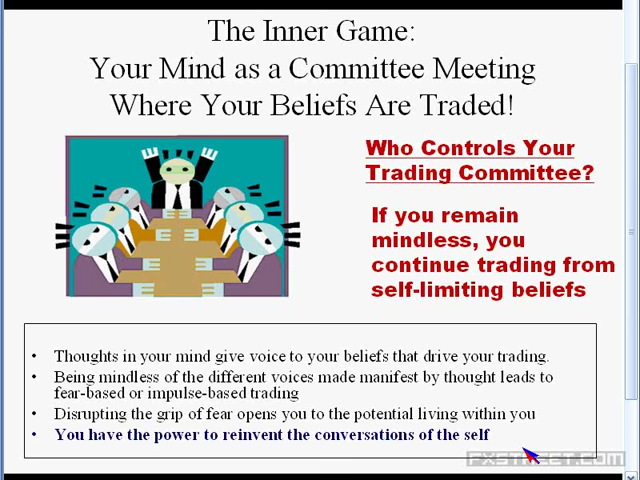 The Inner Game:
Your Mind as a Committee Meeting
Where Your Beliefs Are Traded!
Who Controls Your
Trading Committee?
If you remain
mindless, you
continue trading from
self-limiting beliefs
• Thoughts in your mind give voice to your beliefs that drive your trading.
• Being mindless of the different voices made manifest by thought leads to
fear-based or impulse-based trading
• Disrupting the grip of fear opens you to the potential living within you
• You have the power to reinvent the conversations of the self
FXSTREET.COM